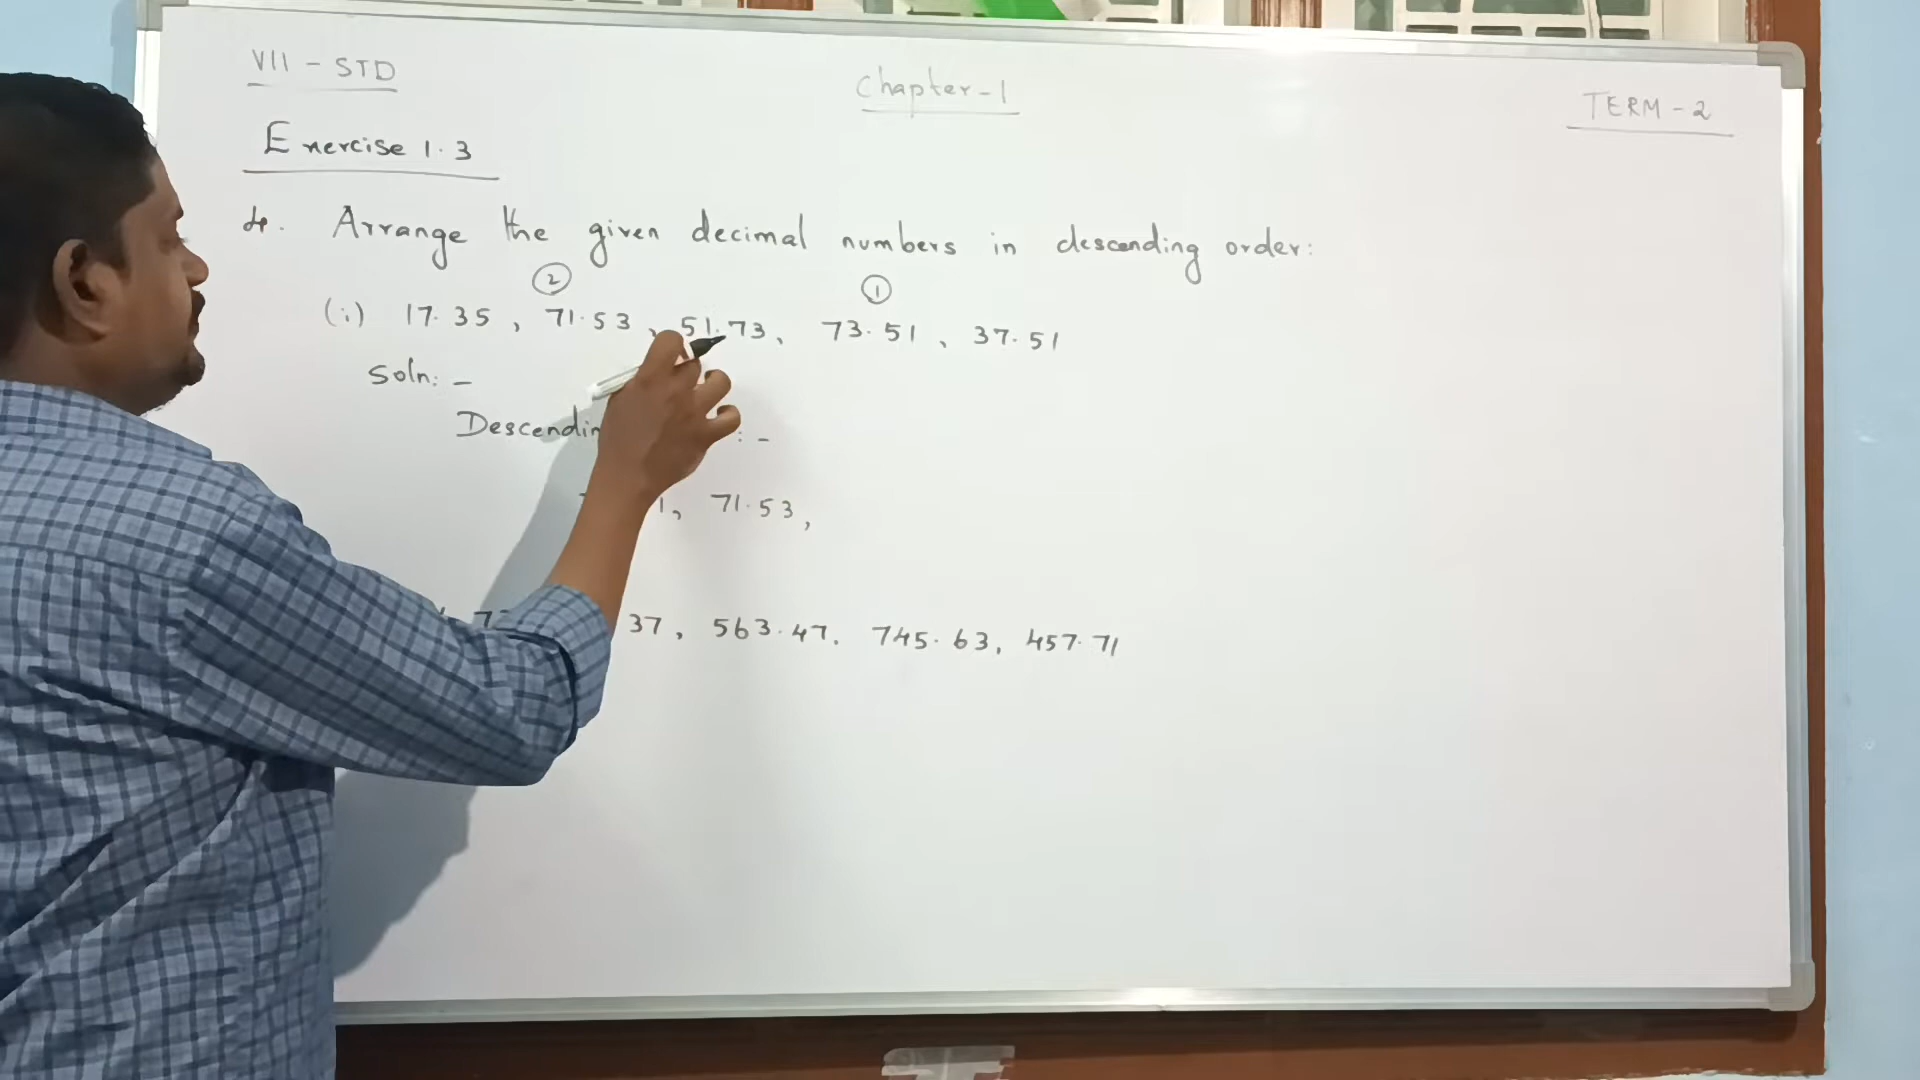 VII - STD
Chapter-1
TERM - 2
Exercise 1.3
4. Arrange the given decimal numbers in descending order:
2 1
(i) 17.35, 71.53, 51.73, 73.51, 37.51
Soln: -
: -
1, 71.53,
37, 563.47, 745.63, 457.71